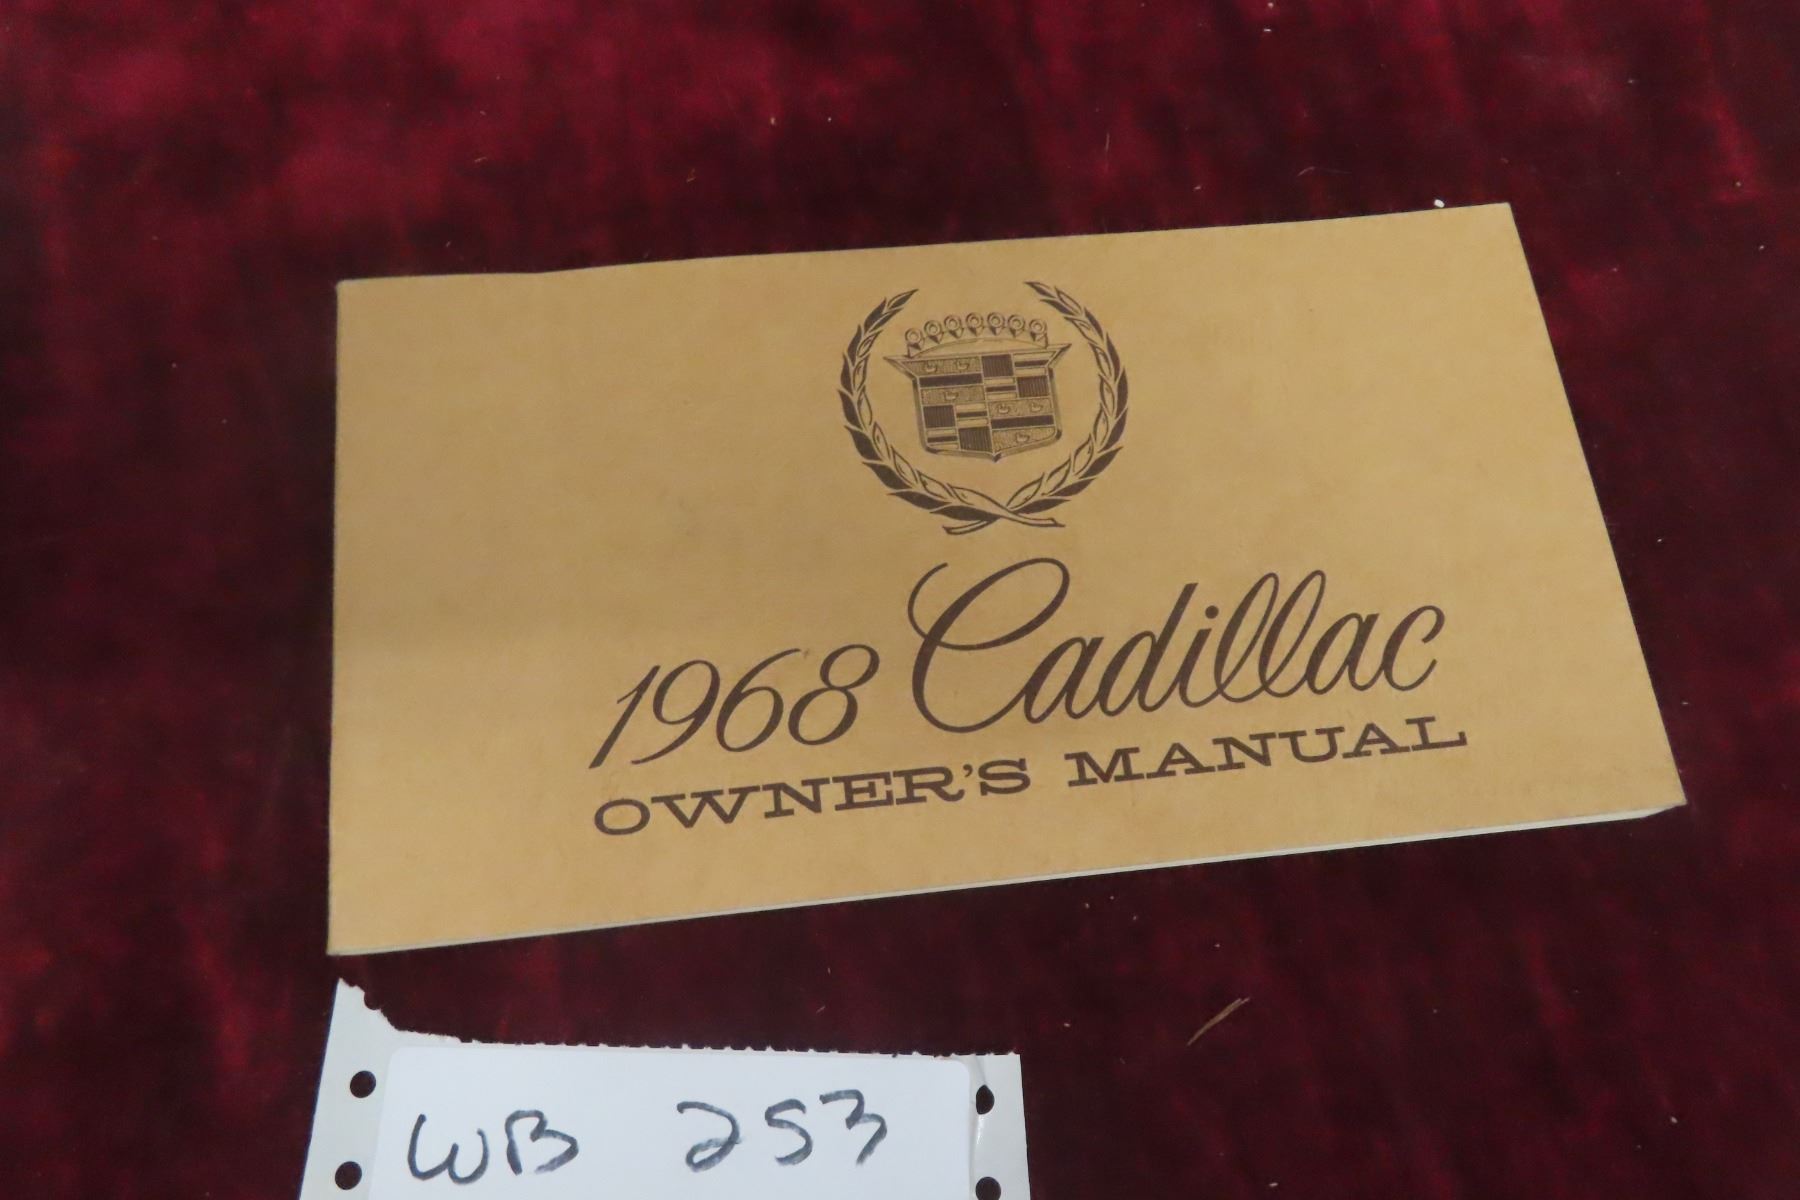 1968 Cadillac
OWNER'S MANUAL
WB 253